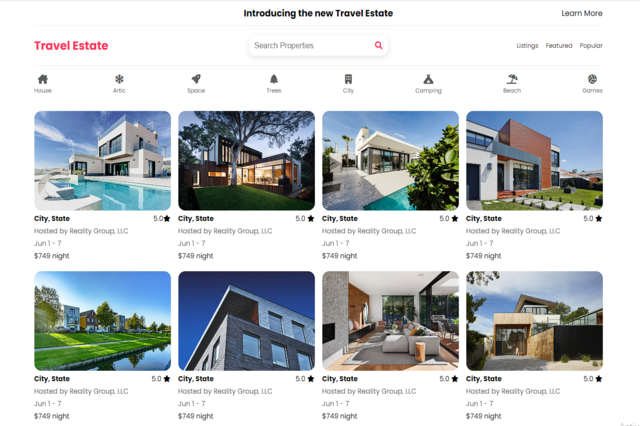 Introducing the new Travel Estate Learn More
Travel Estate Search Properties Listings Featured Popular
House Artic Space Trees City Camping Beach Games
City, State 5.0 City, State 5.0 City, State 5.0 City, State 5.0
Hosted by Reality Group, LLC Hosted by Reality Group, LLC Hosted by Reality Group, LLC Hosted by Reality Group, LLC
Jun 1 - 7 Jun 1 - 7 Jun 1 - 7 Jun 1 - 7
$749 night $749 night $749 night $749 night
City, State 5.0 City, State 5.0 City, State 5.0 City, State 5.0
Hosted by Reality Group, LLC Hosted by Reality Group, LLC Hosted by Reality Group, LLC Hosted by Reality Group, LLC
Jun 1 - 7 Jun 1 - 7 Jun 1 - 7 Jun 1 - 7
$749 night $749 night $749 night $749 night